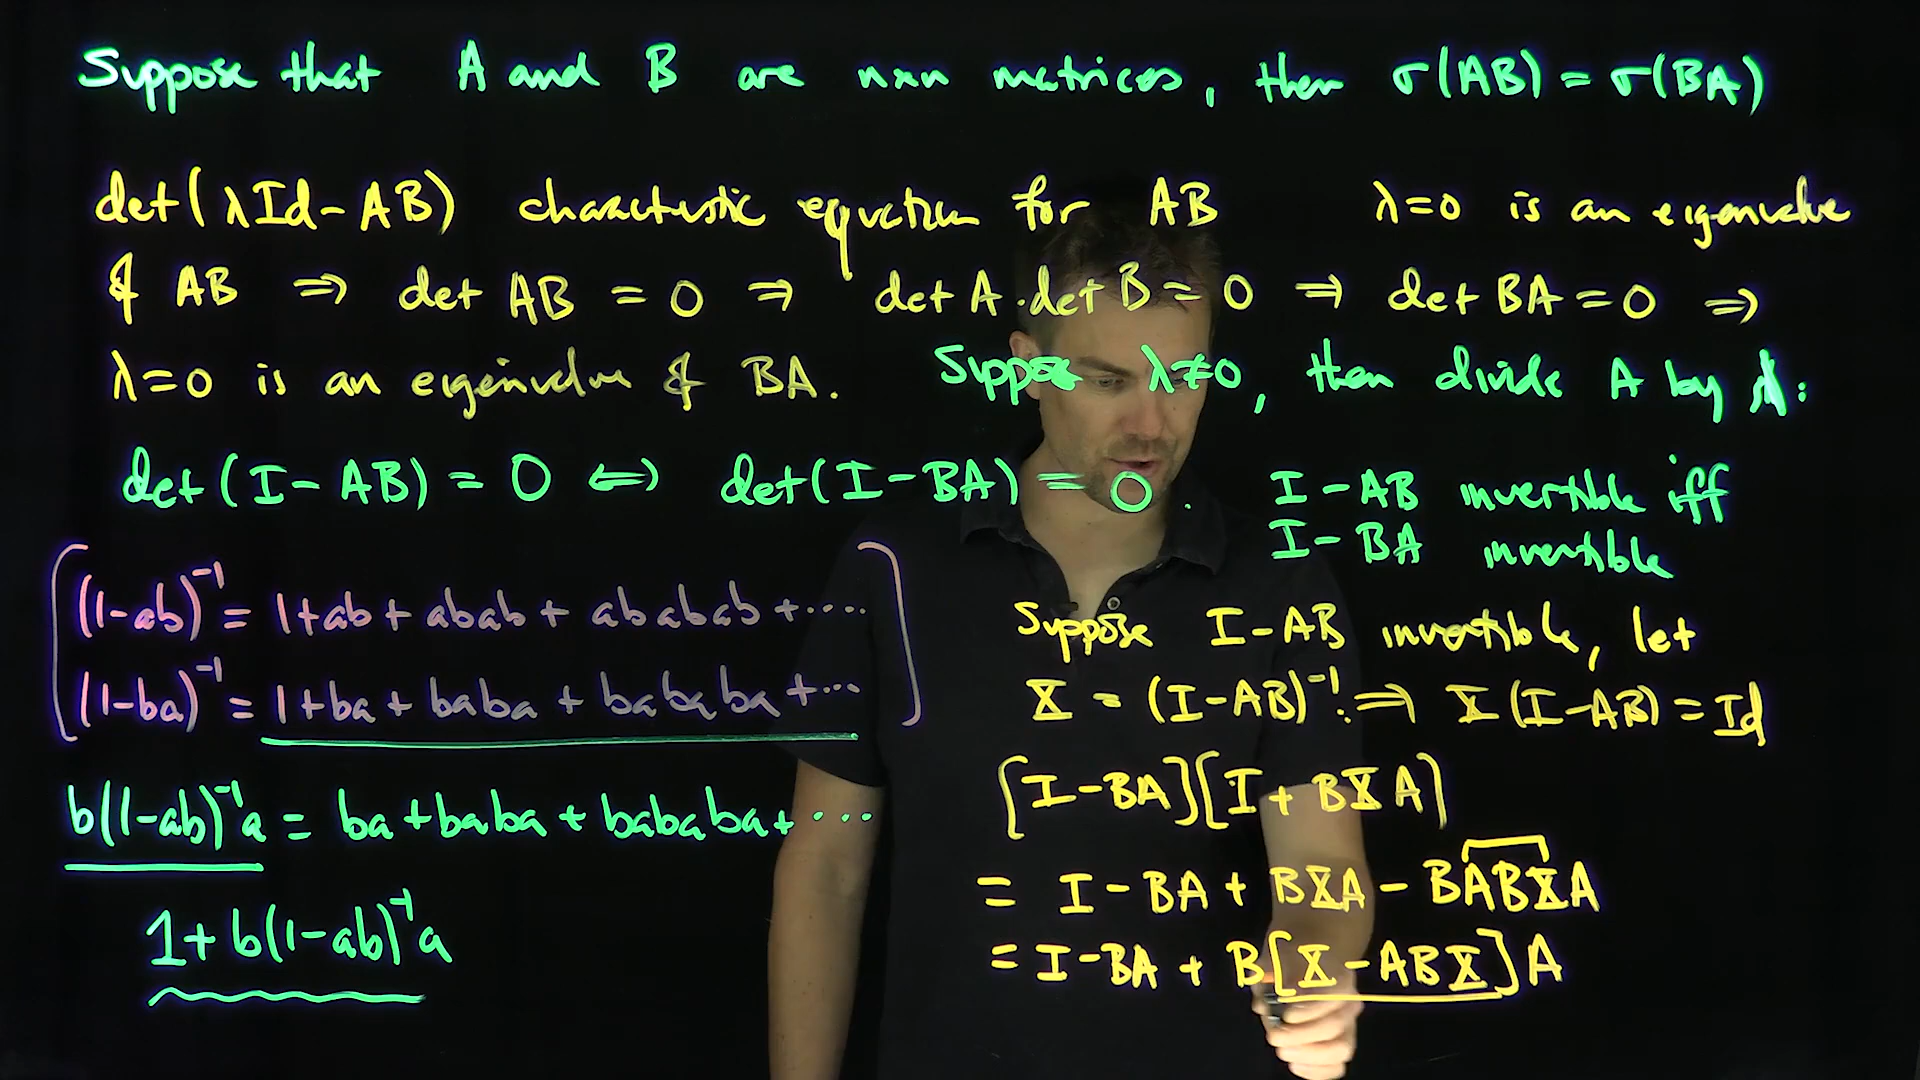 Suppose that A and B are n×n matrices, then σ(AB) = σ(BA)
det(λId-AB) characteristic equation for AB λ=0 is an eigenvalue
of AB ⇒ det AB = 0 ⇒ det A · det B = 0 ⇒ det BA = 0 ⇒
λ=0 is an eigenvalue of BA. Suppose λ≠0, then divide A by λ:
det(I-AB) = 0 ⇔ det(I-BA) = 0.
I-AB invertible iff
I-BA invertible
(1-ab)⁻¹ = 1+ab + abab + ababab + ....
(1-ba)⁻¹ = 1+ba + baba + bababa + ...
b(1-ab)⁻¹a = ba + baba + bababa + ...
1+ b(1-ab)⁻¹a
Suppose I-AB invertible, let
X = (I-AB)⁻¹. ⇒ X(I-AB) = Id
[I-BA][I + BXA]
= I-BA + BXA - BABXA
= I-BA + B[X-ABX]A